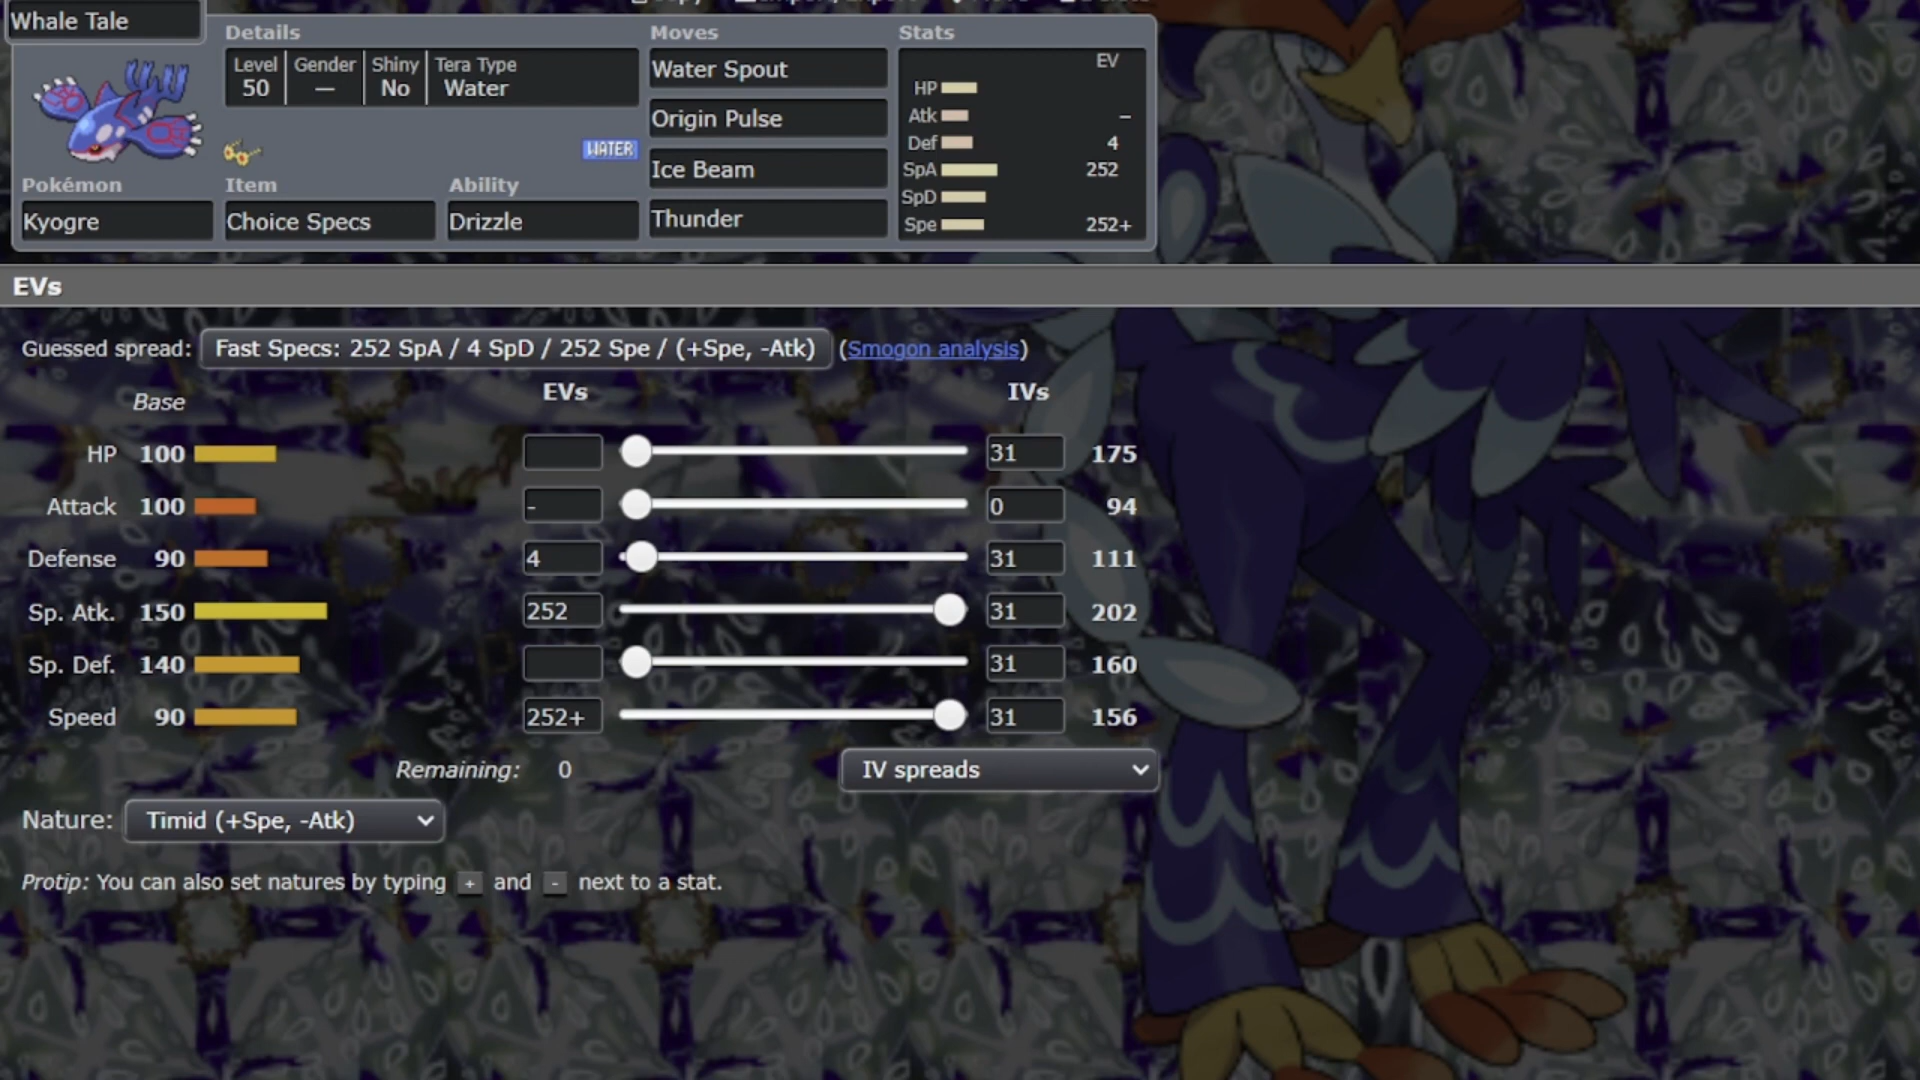 Whale Tale
Details
Level
50
Gender
—
Shiny
No
Tera Type
Water
WATER
Pokémon
Kyogre
Item
Choice Specs
Ability
Drizzle
Moves
Water Spout
Origin Pulse
Ice Beam
Thunder
Stats
EV
HP
Atk –
Def 4
SpA 252
SpD
Spe 252+
EVs
Guessed spread: Fast Specs: 252 SpA / 4 SpD / 252 Spe / (+Spe, -Atk) (Smogon analysis)
Base EVs IVs
HP 100 31 175
Attack 100 - 0 94
Defense 90 4 31 111
Sp. Atk. 150 252 31 202
Sp. Def. 140 31 160
Speed 90 252+ 31 156
Remaining: 0 IV spreads
Nature: Timid (+Spe, -Atk)
Protip: You can also set natures by typing + and - next to a stat.